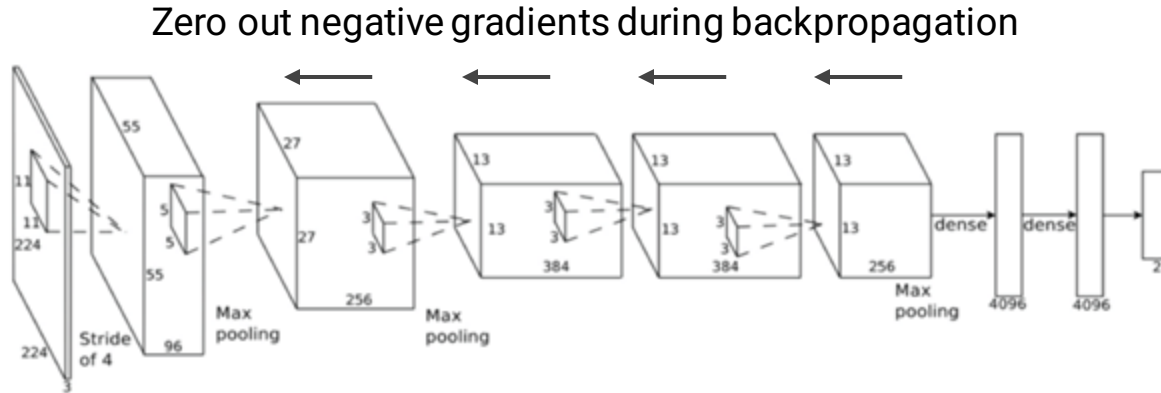 Zero out negative gradients during backpropagation
11
11
224
224
3
Stride
of 4
55
55
96
5
5
Max
pooling
27
27
256
3
3
Max
pooling
13
13
384
3
3
13
13
384
3
3
13
13
256
Max
pooling
dense
4096
dense
4096
2